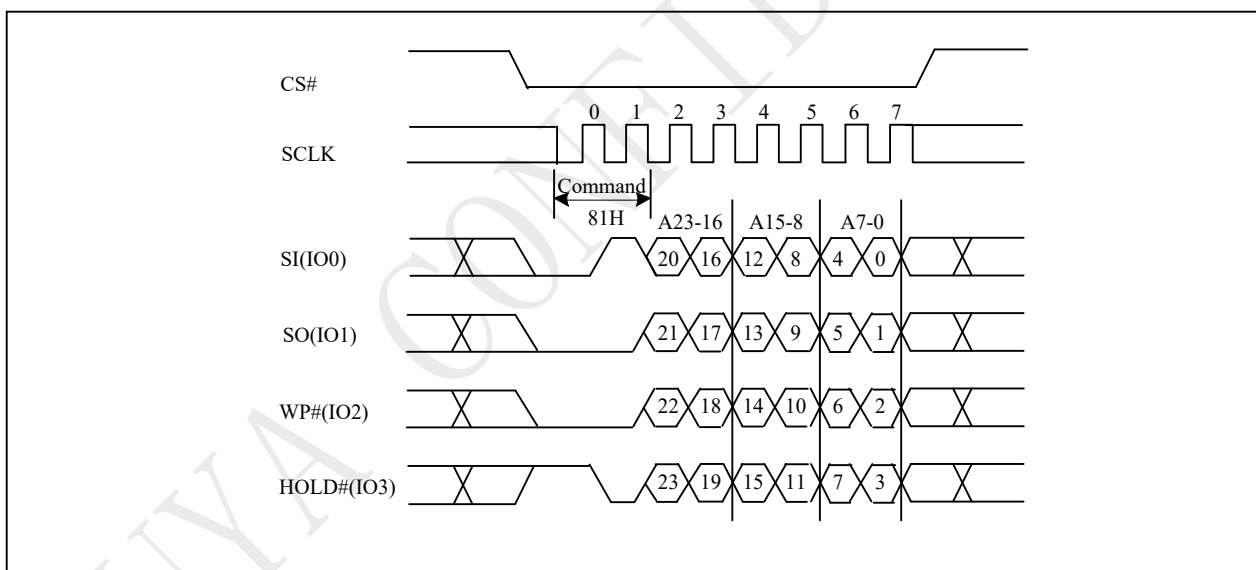 CS#
0 1 2 3 4 5 6 7
SCLK
Command
81H
A23-16 A15-8 A7-0
SI(IO0) 20 16 12 8 4 0
SO(IO1) 21 17 13 9 5 1
WP#(IO2) 22 18 14 10 6 2
HOLD#(IO3) 23 19 15 11 7 3
UYA CONFID